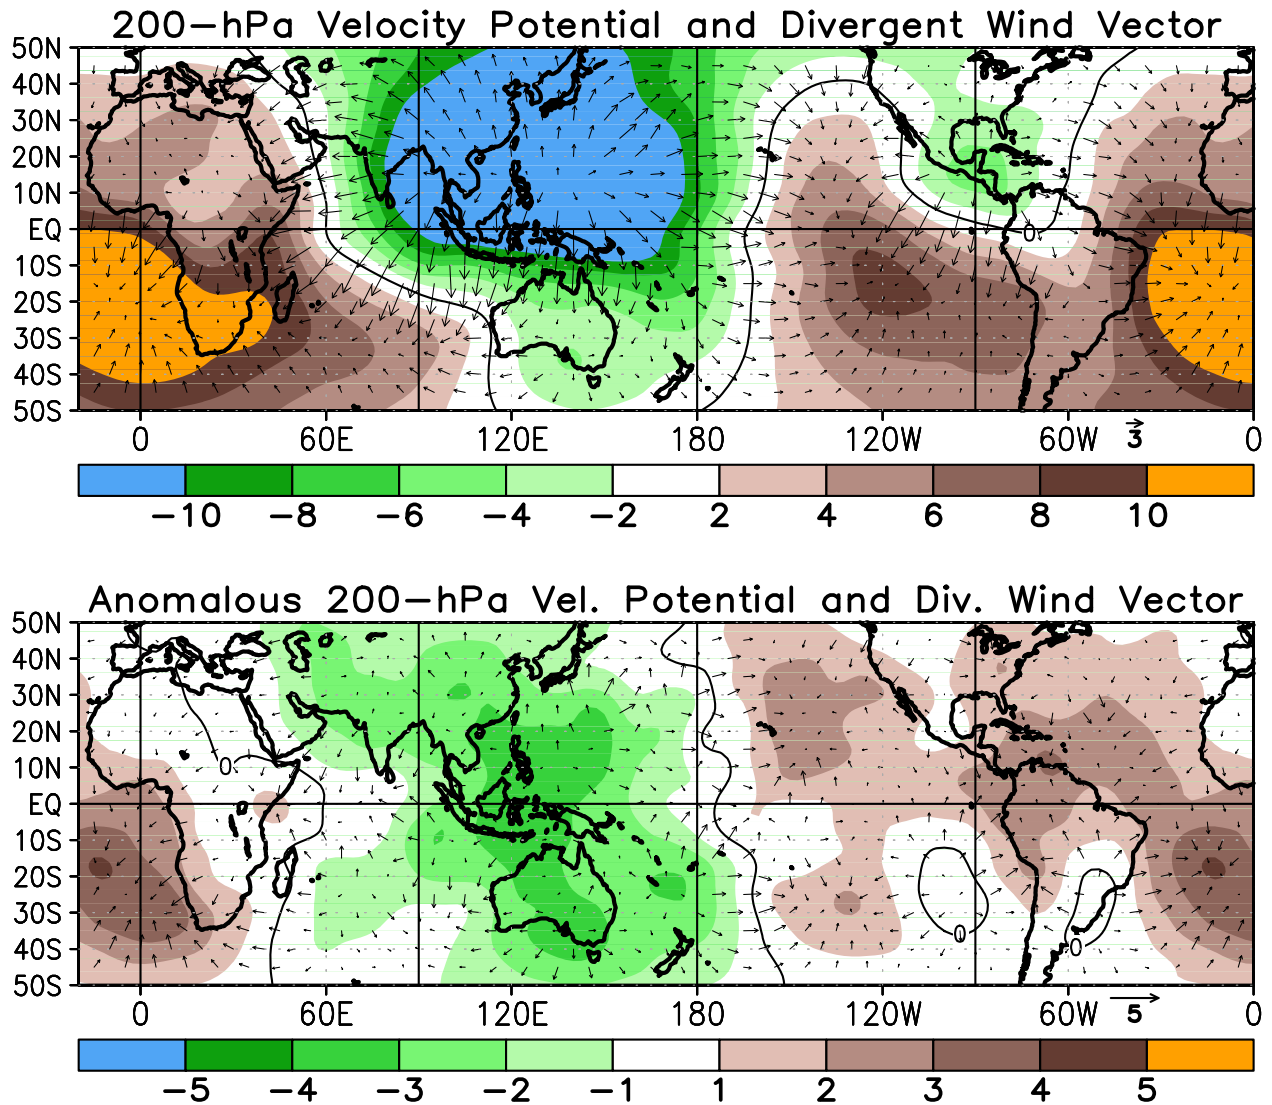 200-hPa Velocity Potential and Divergent Wind Vector
50N
40N
30N
20N
10N
EQ
10S
20S
30S
40S
50S
0
0 60E 120E 180 120W 60W 3 0
-10 -8 -6 -4 -2 2 4 6 8 10
Anomalous 200-hPa Vel. Potential and Div. Wind Vector
50N
40N
30N
20N
10N
0
EQ
10S
20S
30S
0
40S
0
50S
0 60E 120E 180 120W 60W 5 0
-5 -4 -3 -2 -1 1 2 3 4 5